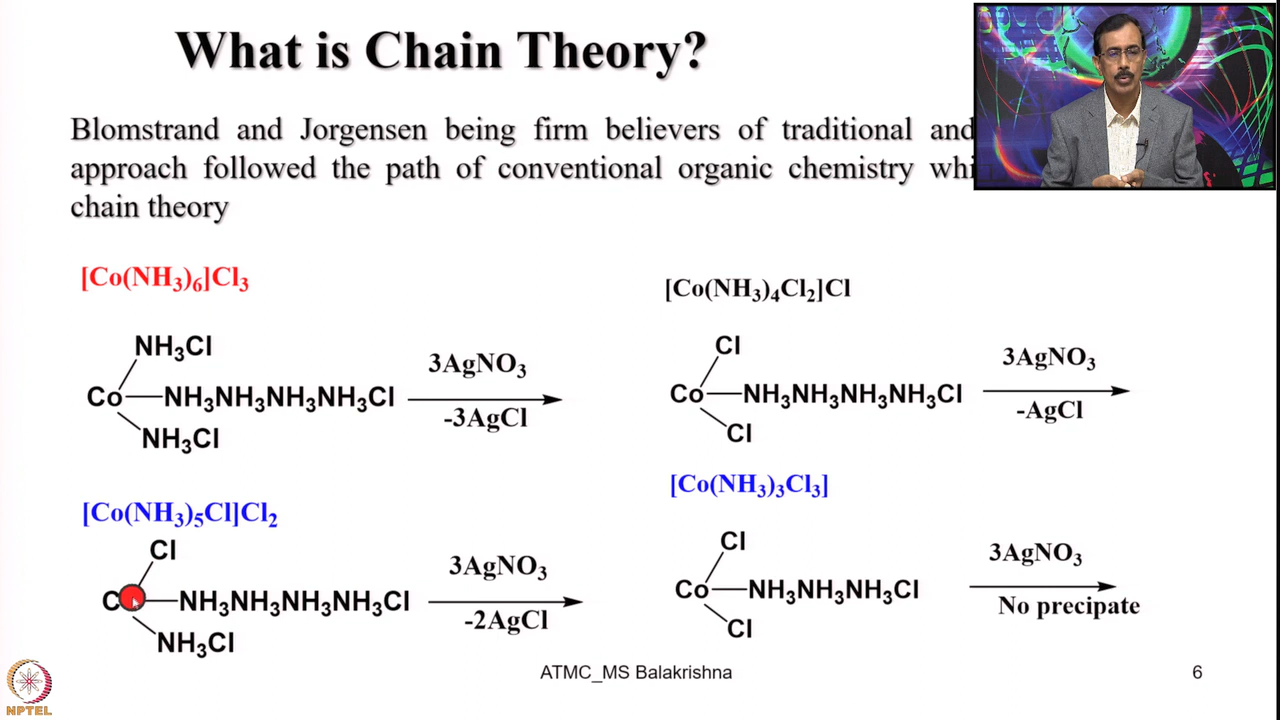 What is Chain Theory?
Blomstrand and Jorgensen being firm believers of traditional and
approach followed the path of conventional organic chemistry
chain theory
[Co(NH₃)₆]Cl₃
NH₃Cl
3AgNO₃
Co—NH₃NH₃NH₃NH₃Cl
-3AgCl
NH₃Cl
[Co(NH₃)₄Cl₂]Cl
Cl
3AgNO₃
Co—NH₃NH₃NH₃NH₃Cl
-AgCl
Cl
[Co(NH₃)₅Cl]Cl₂
Cl
3AgNO₃
C —NH₃NH₃NH₃NH₃Cl
-2AgCl
NH₃Cl
[Co(NH₃)₃Cl₃]
Cl
3AgNO₃
Co—NH₃NH₃NH₃Cl
No precipate
Cl
NPTEL
ATMC_MS Balakrishna
6